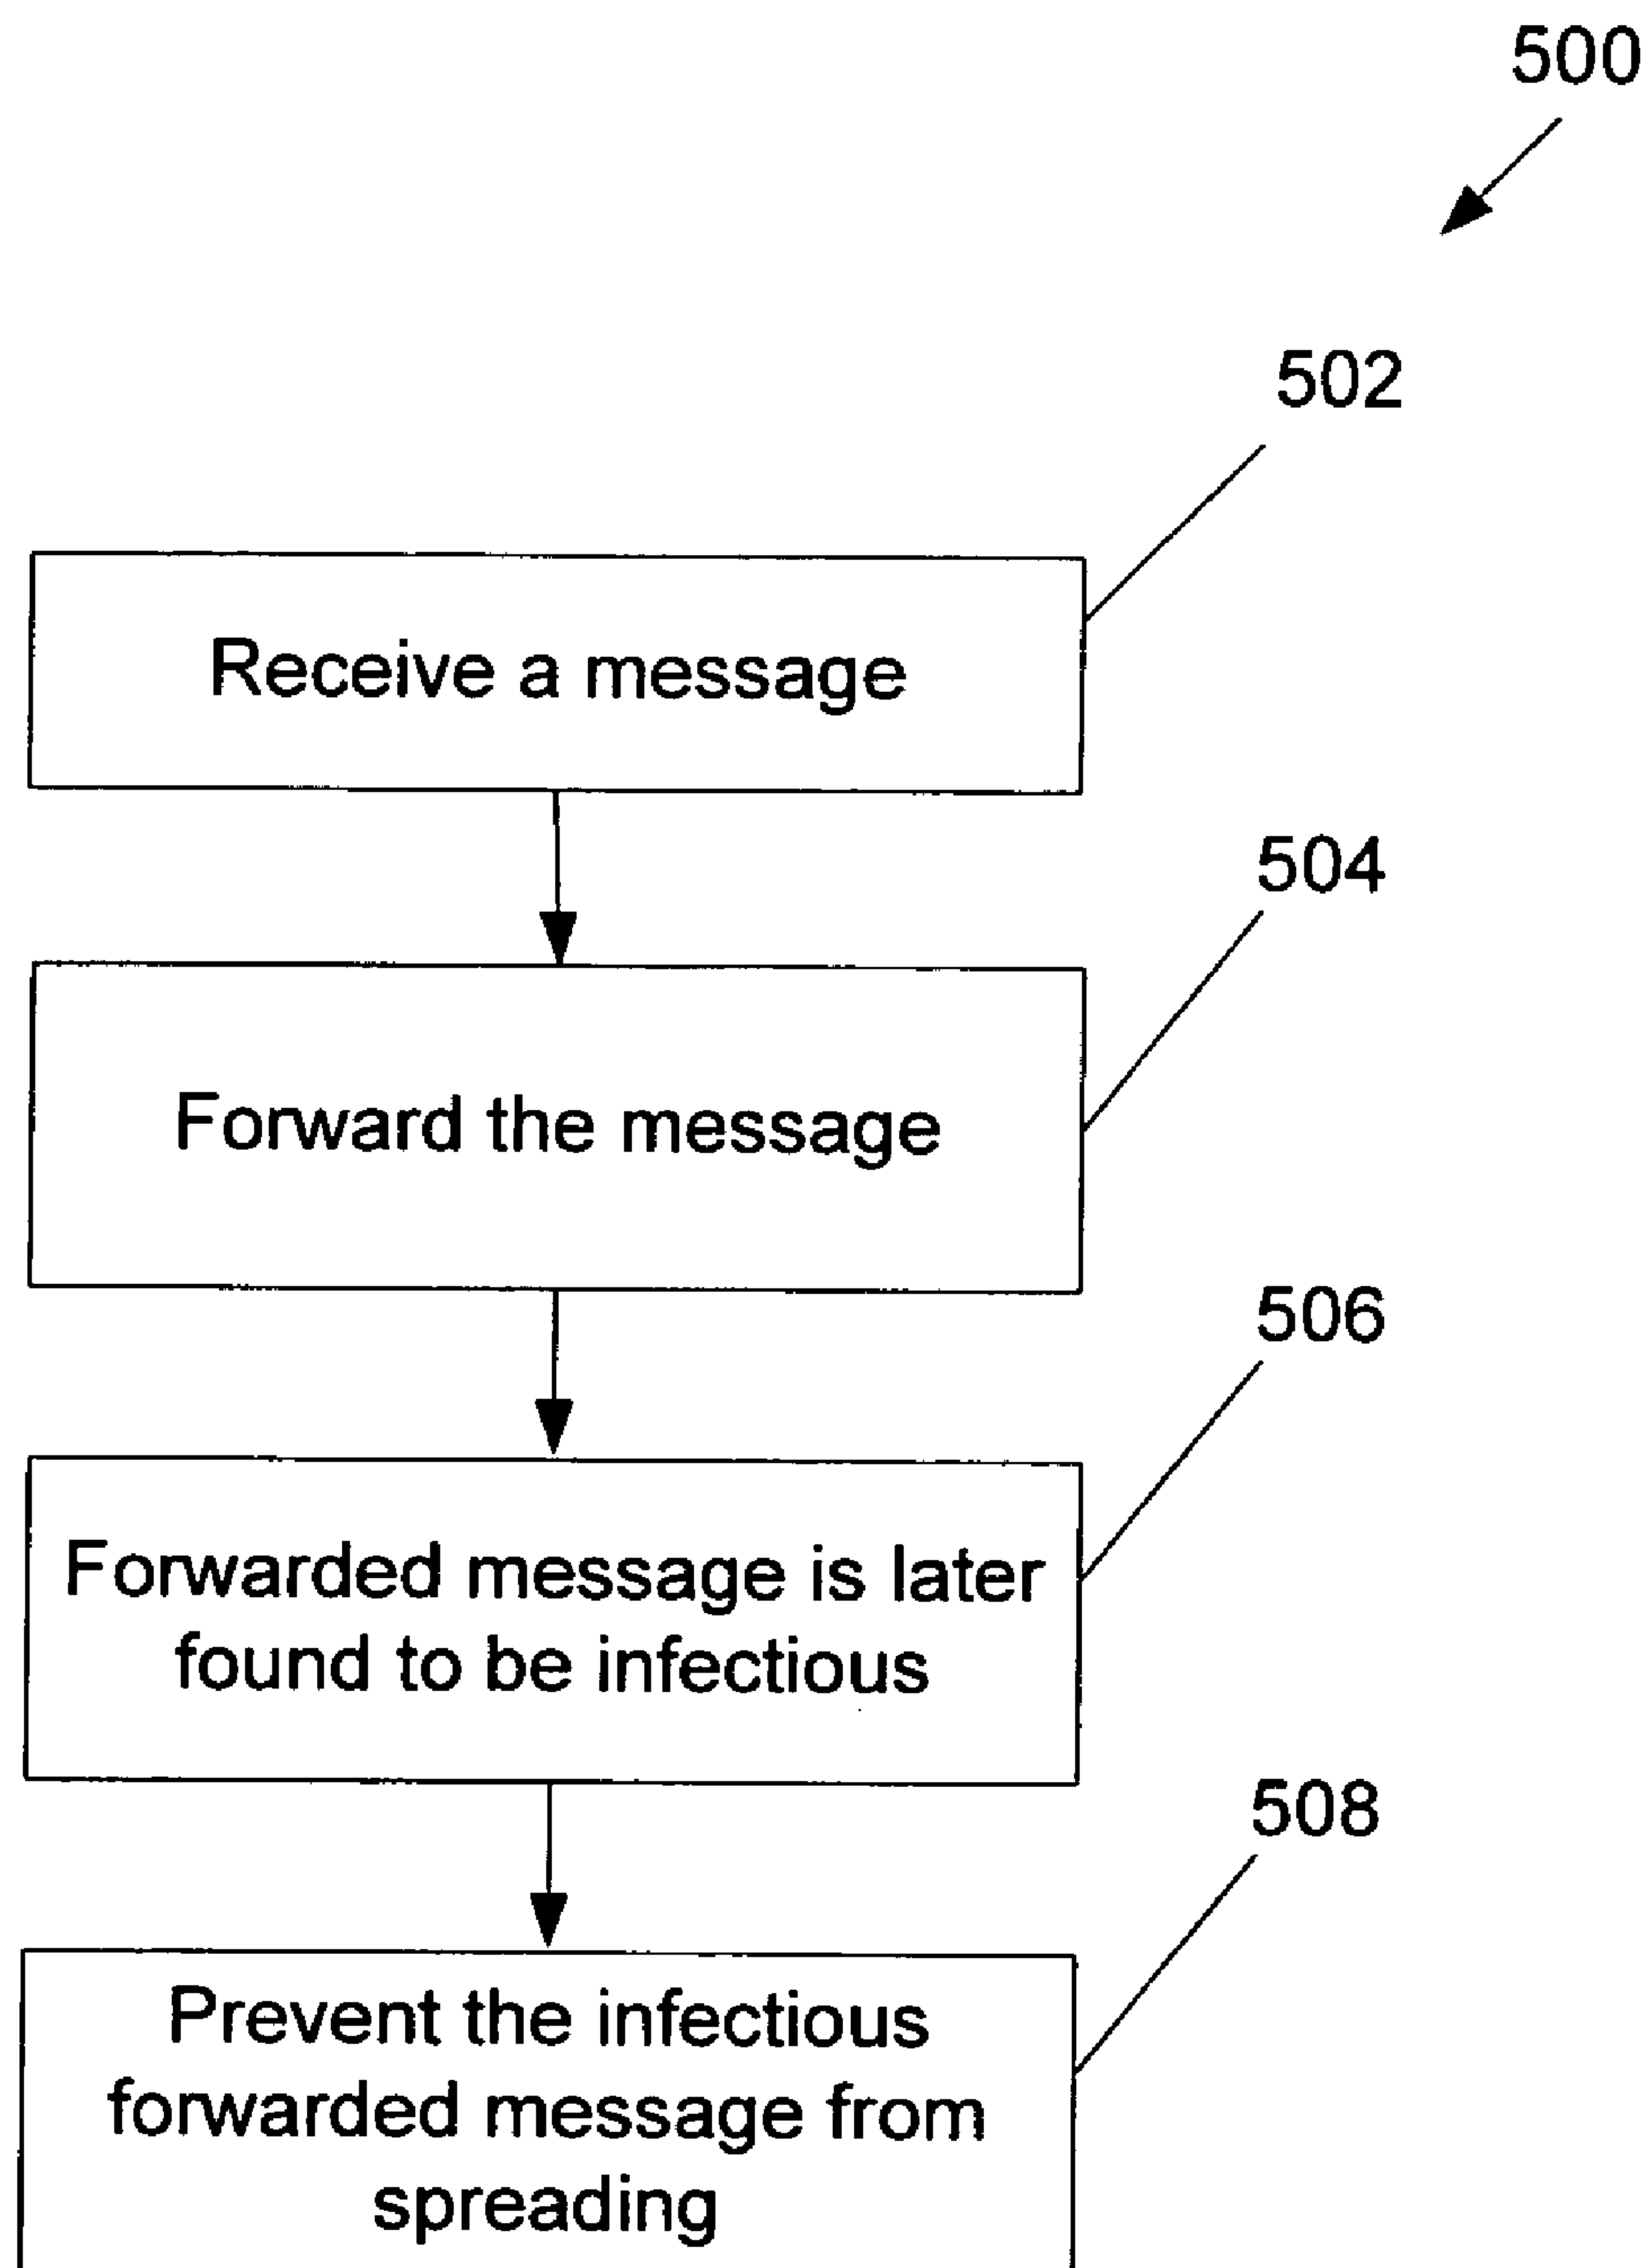 500
502
Receive a message
504
Forward the message
506
Forwarded message is later
found to be infectious
508
Prevent the infectious
forwarded message from
spreading